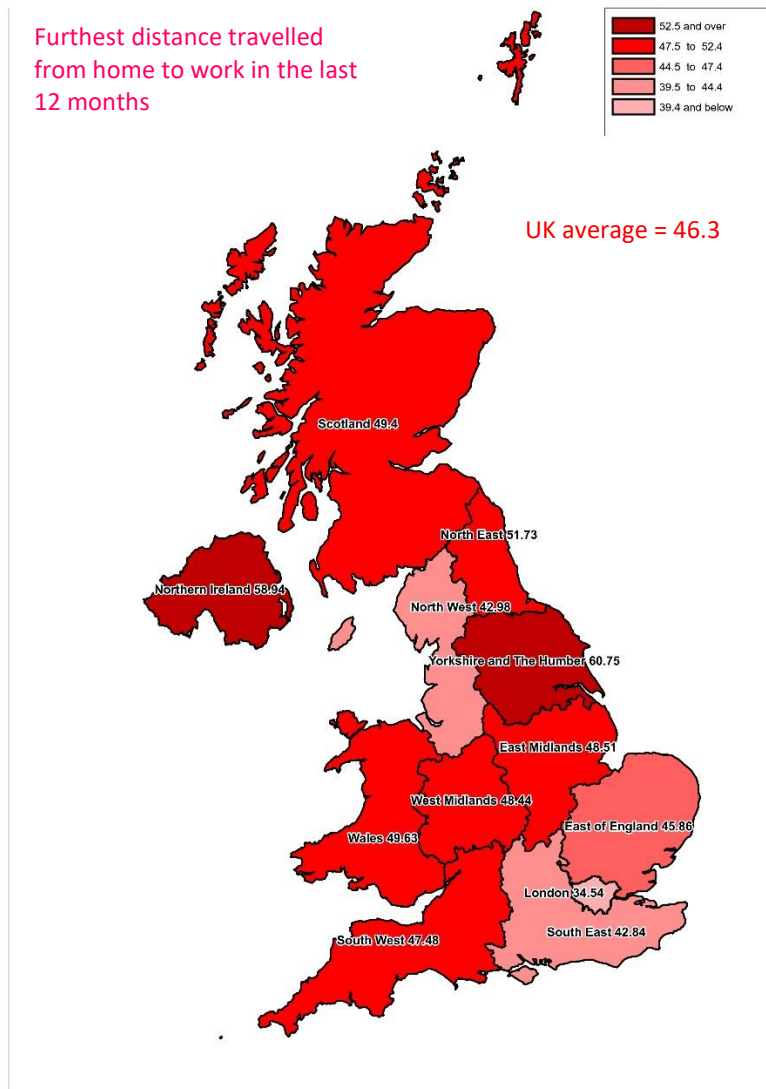 Furthest distance travelled
from home to work in the last
12 months
52.5 and over
47.5 to 52.4
44.5 to 47.4
39.5 to 44.4
39.4 and below
UK average = 46.3
Scotland 49.4
North East 51.73
Northern Ireland 58.94
North West 42.98
Yorkshire and The Humber 60.75
East Midlands 48.51
West Midlands 48.44
East of England 45.86
Wales 49.63
London 34.54
South East 42.84
South West 47.48